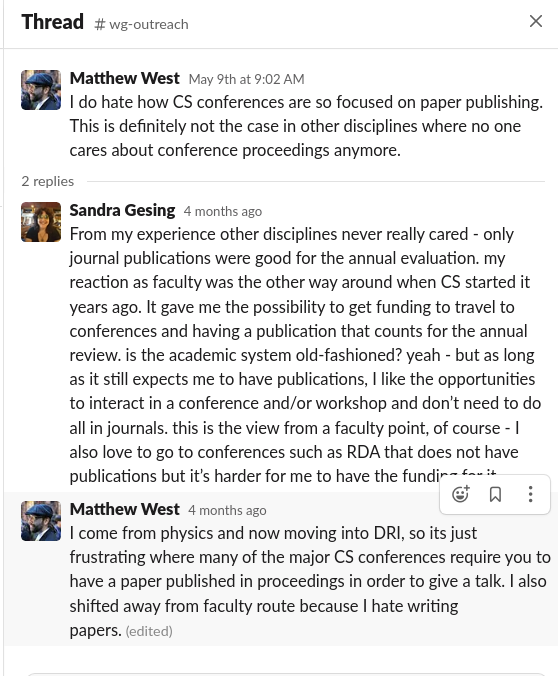 Thread # wg-outreach
Matthew West May 9th at 9:02 AM
I do hate how CS conferences are so focused on paper publishing.
This is definitely not the case in other disciplines where no one
cares about conference proceedings anymore.
2 replies
Sandra Gesing 4 months ago
From my experience other disciplines never really cared - only
journal publications were good for the annual evaluation. my
reaction as faculty was the other way around when CS started it
years ago. It gave me the possibility to get funding to travel to
conferences and having a publication that counts for the annual
review. is the academic system old-fashioned? yeah - but as long
as it still expects me to have publications, I like the opportunities
to interact in a conference and/or workshop and don't need to do
all in journals. this is the view from a faculty point, of course - I
also love to go to conferences such as RDA that does not have
publications but it's harder for me to have the funding for it
Matthew West 4 months ago
I come from physics and now moving into DRI, so its just
frustrating where many of the major CS conferences require you to
have a paper published in proceedings in order to give a talk. I also
shifted away from faculty route because I hate writing
papers. (edited)